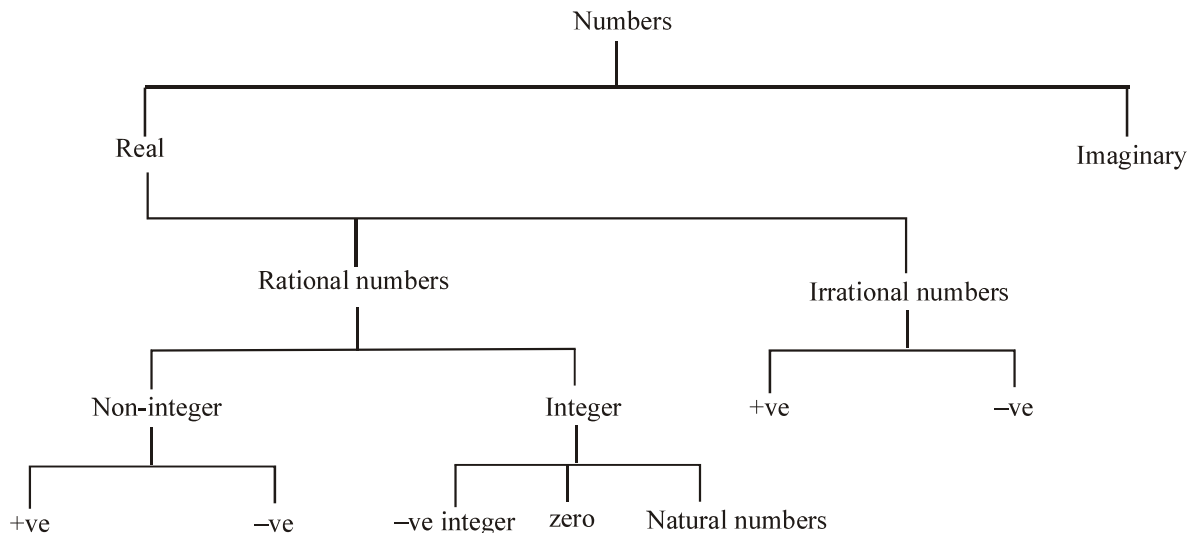 Numbers
Real
Imaginary
Rational numbers
Irrational numbers
Non-integer
Integer
+ve
–ve
+ve
–ve
–ve integer
zero
Natural numbers